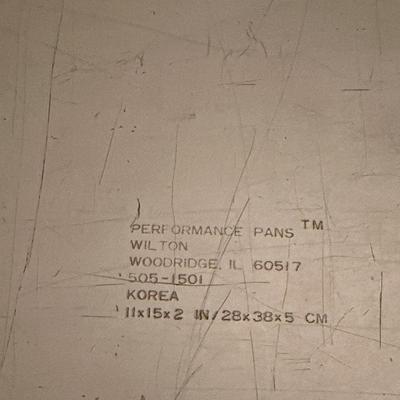 PERFORMANCE PANS ™
WILTON
WOODRIDGE, IL 60517
505-1501
KOREA
11x15x2 IN/28x38x5 CM